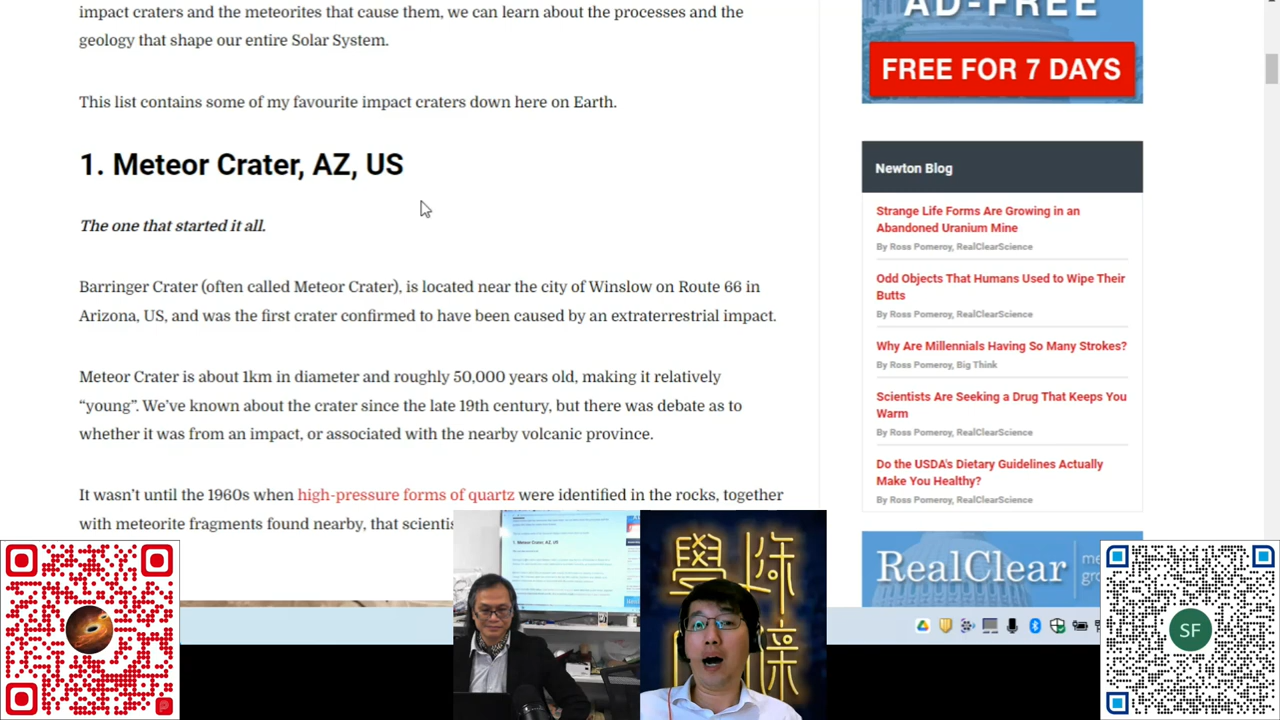 impact craters and the meteorites that cause them, we can learn about the processes and the
geology that shape our entire Solar System.
This list contains some of my favourite impact craters down here on Earth.
1. Meteor Crater, AZ, US
The one that started it all.
Barringer Crater (often called Meteor Crater), is located near the city of Winslow on Route 66 in
Arizona, US, and was the first crater confirmed to have been caused by an extraterrestrial impact.
Meteor Crater is about 1km in diameter and roughly 50,000 years old, making it relatively
“young”. We’ve known about the crater since the late 19th century, but there was debate as to
whether it was from an impact, or associated with the nearby volcanic province.
It wasn’t until the 1960s when high-pressure forms of quartz were identified in the rocks, together
with meteorite fragments found nearby, that scientis
AD-FREE
FREE FOR 7 DAYS
Newton Blog
Strange Life Forms Are Growing in an
Abandoned Uranium Mine
By Ross Pomeroy, RealClearScience
Odd Objects That Humans Used to Wipe Their
Butts
By Ross Pomeroy, RealClearScience
Why Are Millennials Having So Many Strokes?
By Ross Pomeroy, Big Think
Scientists Are Seeking a Drug That Keeps You
Warm
By Ross Pomeroy, RealClearScience
Do the USDA's Dietary Guidelines Actually
Make You Healthy?
By Ross Pomeroy, RealClearScience
RealClear
me
1. Meteor Crater, AZ, US
學
SF